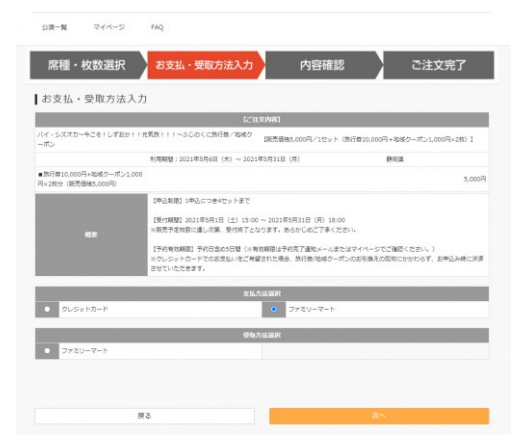 公演一覧 マイページ FAQ
席種・枚数選択 お支払・受取方法入力 内容確認 ご注文完了
お支払・受取方法入力
【ご注文内容】
バイ・シズオカ～今こそ！しずおか！！元気旅！！！～ふじのくに旅行券／地域クーポン 【販売価格5,000円／1セット（旅行券10,000円+地域クーポン1,000円×2枚）】
利用期間：2021年5月6日（木）～ 2021年5月31日（月） 静岡県
■旅行券10,000円+地域クーポン1,000円×2枚分（販売価格5,000円） 5,000円
概要
【申込制限】1申込につき4セットまで
【受付期間】2021年5月1日（土）15:00 ～ 2021年5月31日（月）18:00
※販売予定枚数に達し次第、受付終了となります。あらかじめご了承ください。
【予約有効期間】予約日含め5日間（※有効期限は予約完了通知メールまたはマイページでご確認ください。）
※クレジットカードでのお支払いをご希望された場合、旅行券/地域クーポンのお引換えの如何にかかわらず、お申込み時に決済
させていただきます。
支払方法選択
クレジットカード ファミリーマート
受取方法選択
ファミリーマート
戻る 次へ